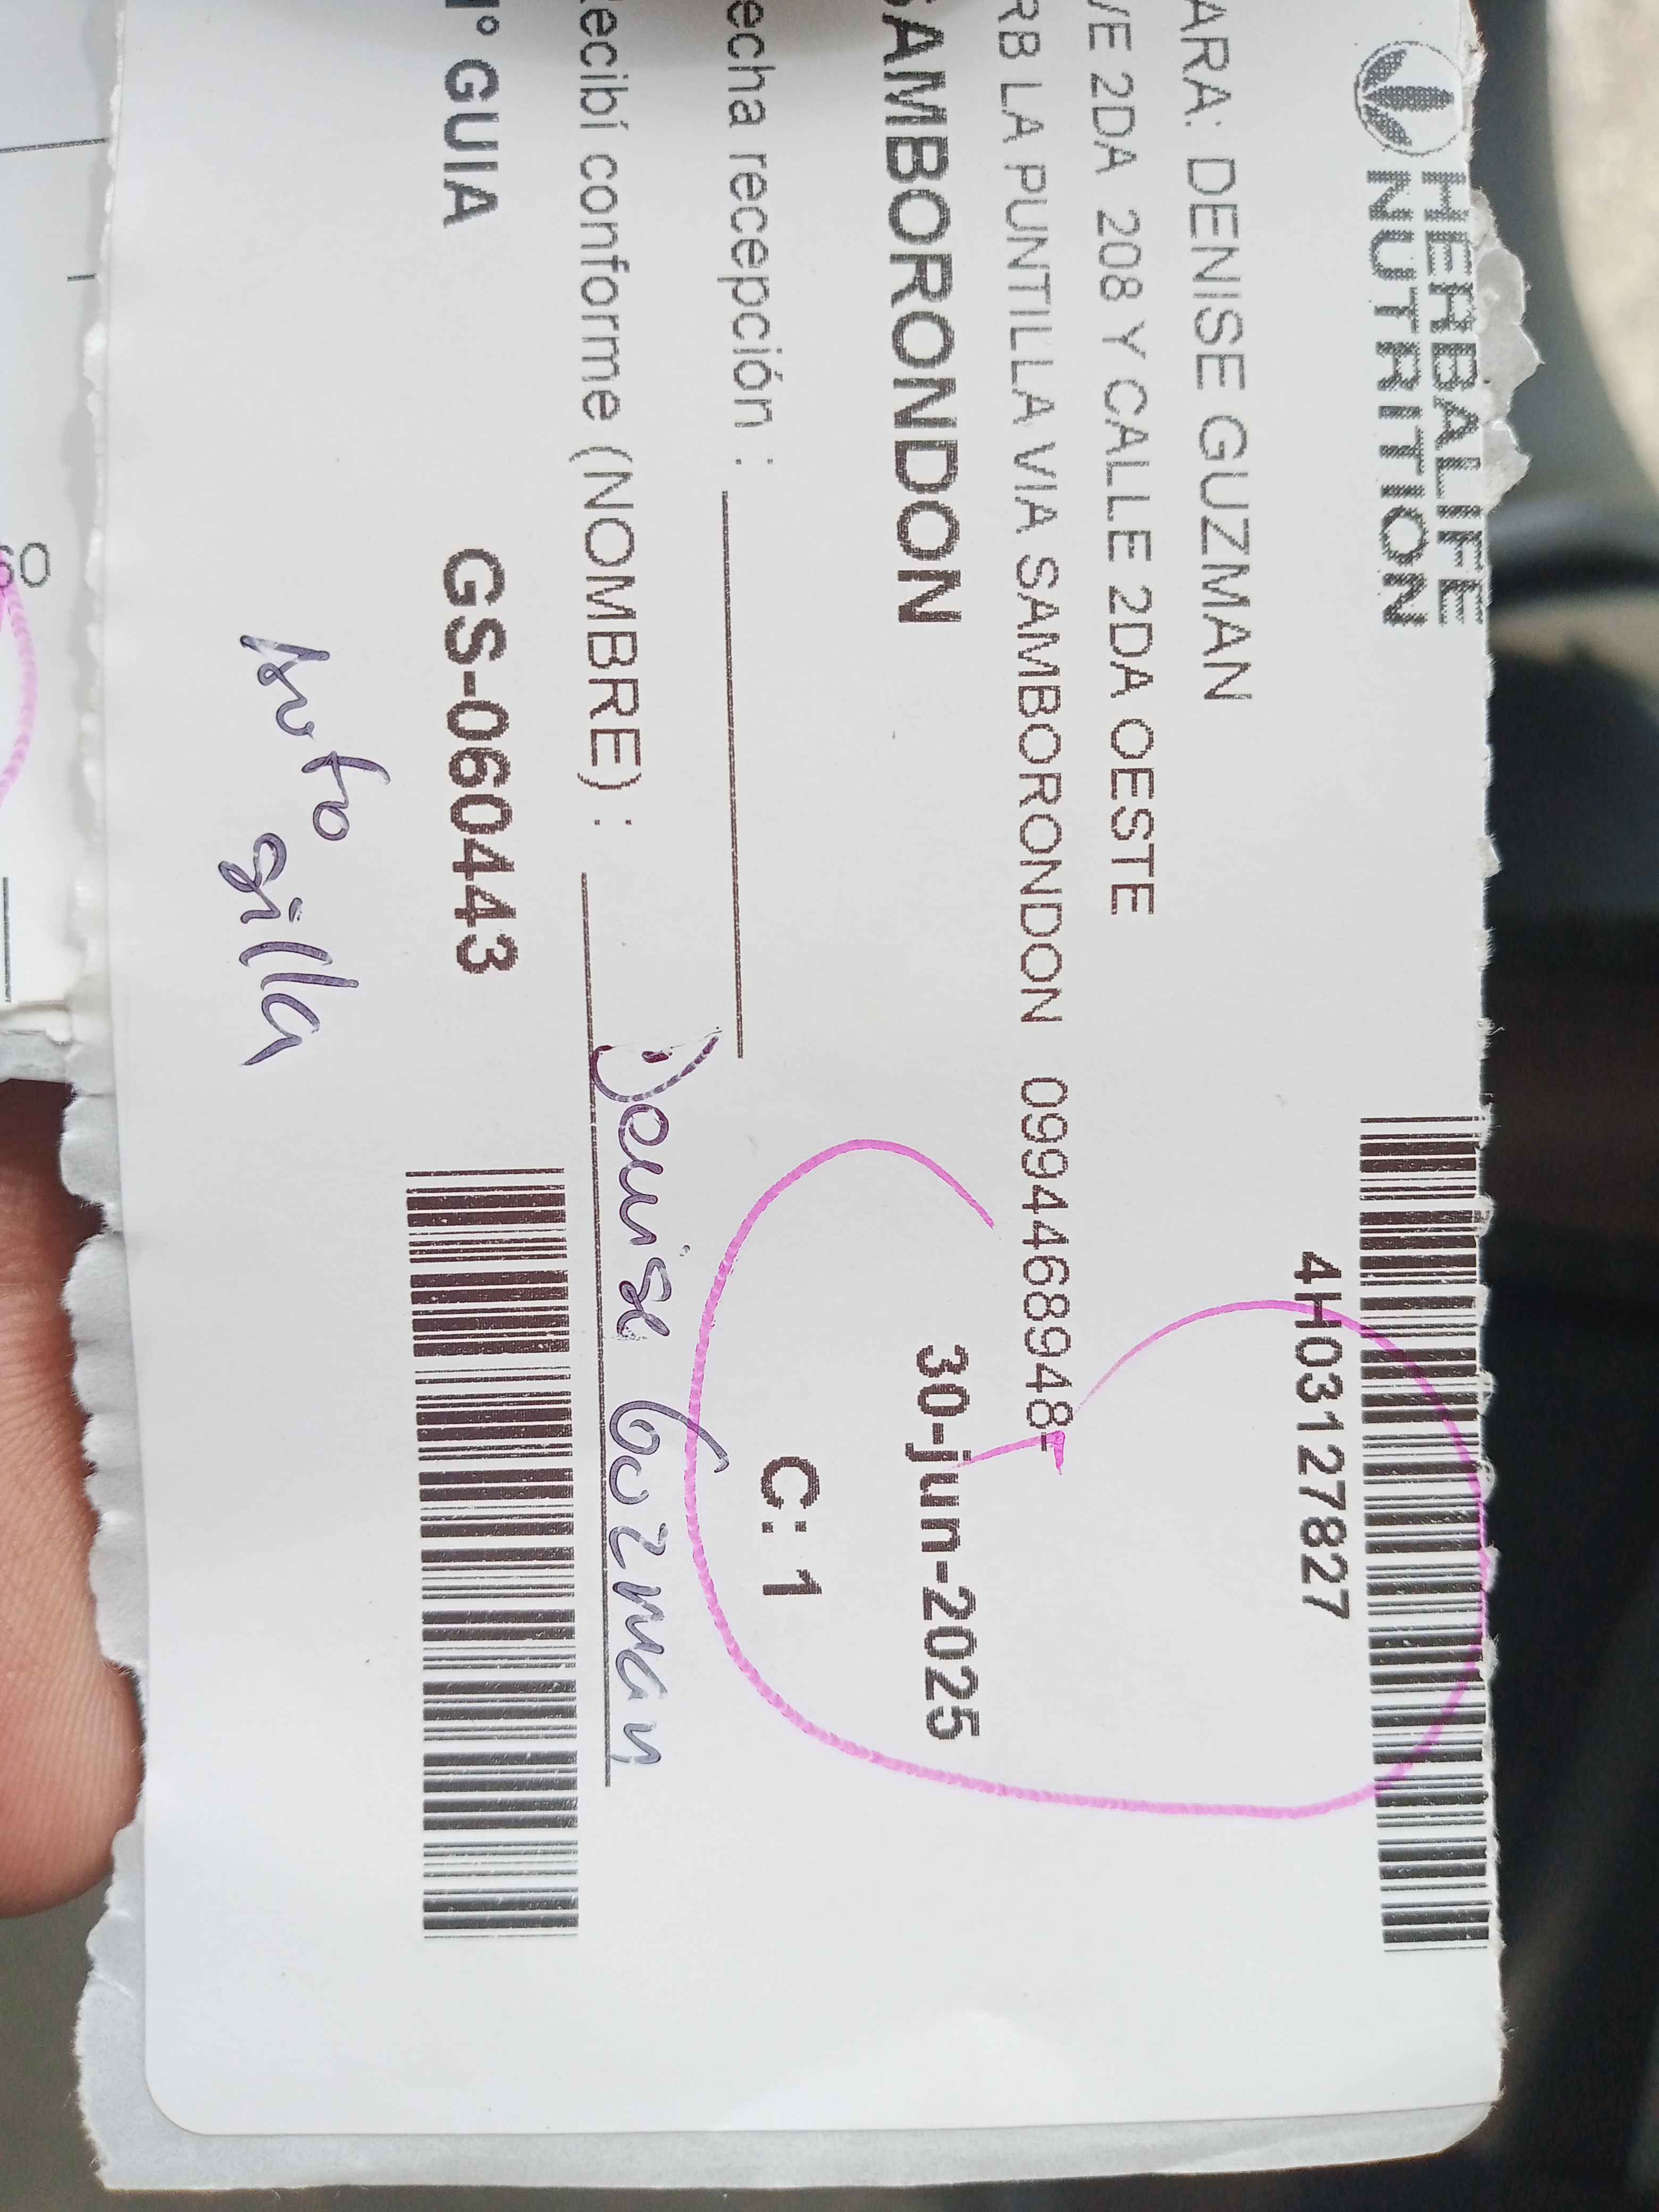 HERBALIFE
NUTRITION
4H03127827
ARA: DENISE GUZMAN
VE 2DA 208 Y CALLE 2DA OESTE
RB LA PUNTILLA VIA SAMBORONDON 0994468948-
SAMBORONDON 30-jun-2025
echa recepción : C: 1
ecibí conforme (NOMBRE) : Denise Guzman
N° GUIA GS-060443